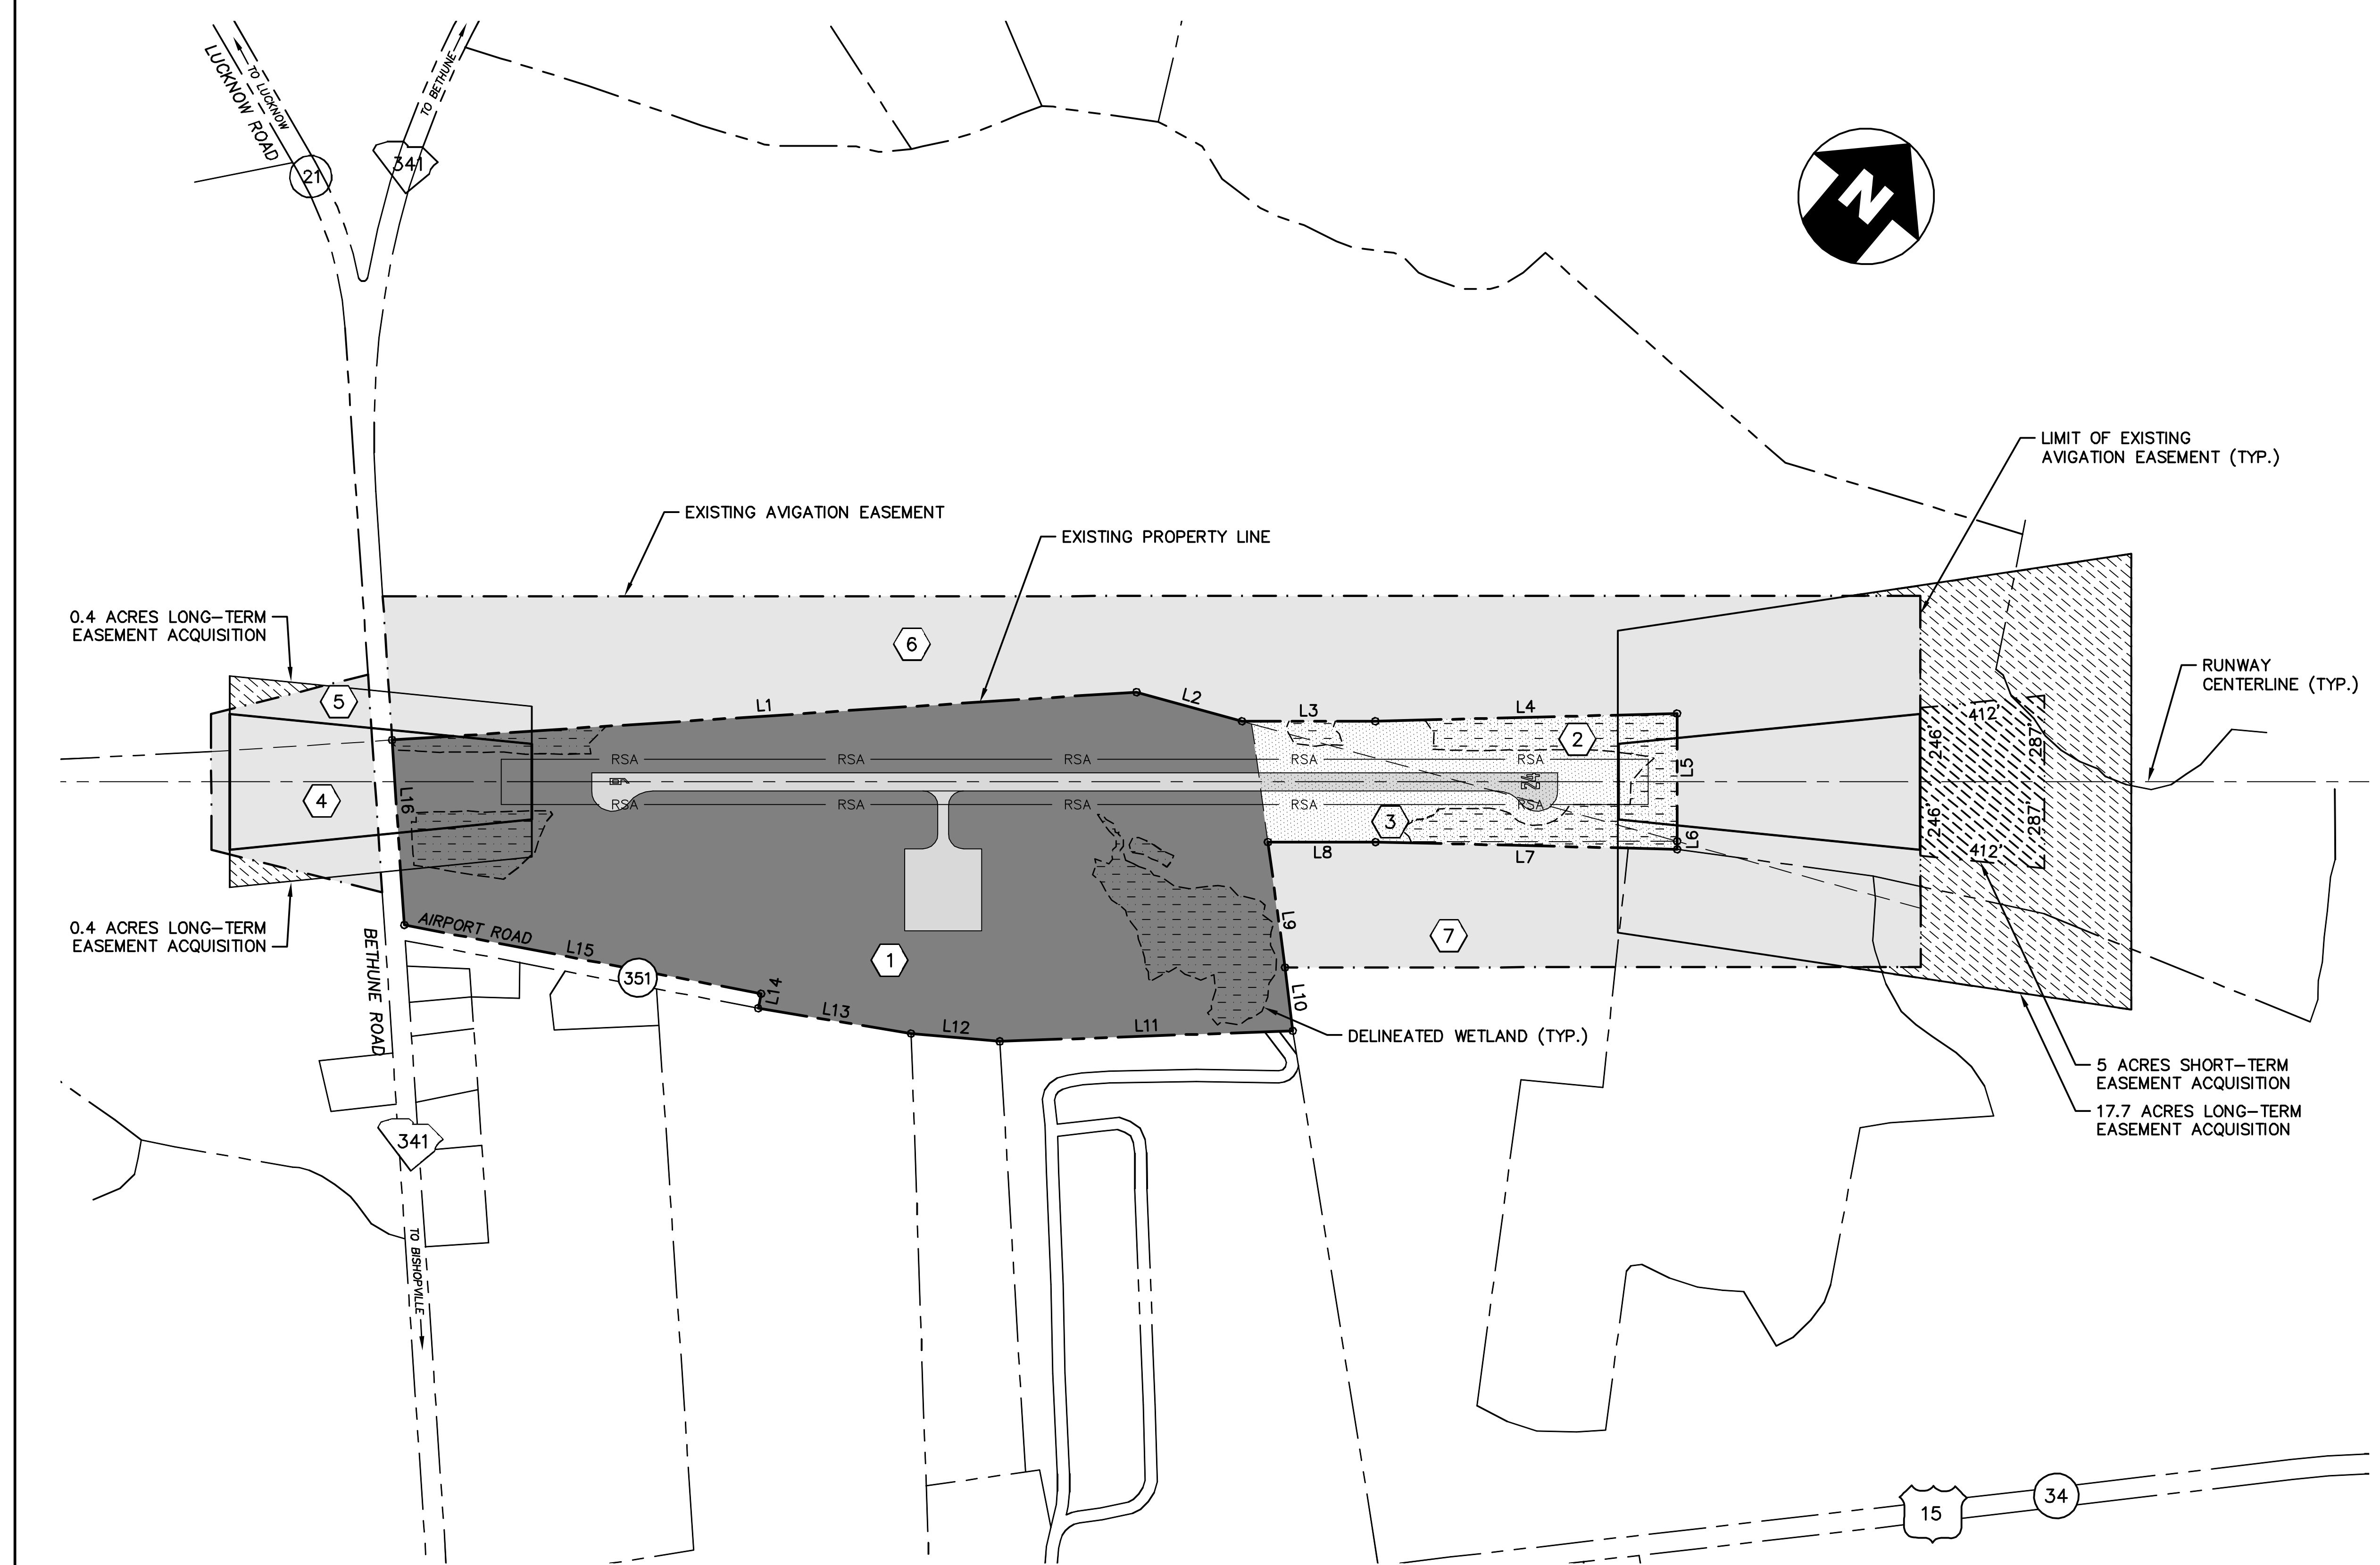 TO LUCKNOW
LUCKNOW ROAD
TO BETHUNE
21
341
N
LIMIT OF EXISTING
AVIGATION EASEMENT (TYP.)
EXISTING AVIGATION EASEMENT
EXISTING PROPERTY LINE
0.4 ACRES LONG-TERM
EASEMENT ACQUISITION
6
RUNWAY
CENTERLINE (TYP.)
5
L1
L2
L3
L4
2
412'
246'
287'
RSA
RSA
RSA
RSA
RSA
L5
6
24
4
L16
RSA
RSA
RSA
RSA
RSA
3
L6
246'
287'
412'
L8
L7
0.4 ACRES LONG-TERM
EASEMENT ACQUISITION
AIRPORT ROAD
L15
L9
7
1
BETHUNE ROAD
351
L14
L13
L12
L11
L10
DELINEATED WETLAND (TYP.)
5 ACRES SHORT-TERM
EASEMENT ACQUISITION
17.7 ACRES LONG-TERM
EASEMENT ACQUISITION
341
TO BISHOPVILLE
15
34